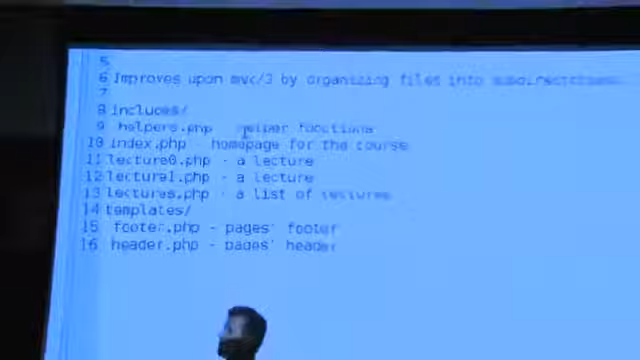 5
6 Improves upon mvc/3 by organizing files into subdirectories.
7
8 includes/
9 helpers.php - helper functions
10 index.php - homepage for the course
11 lecture0.php - a lecture
12 lecture1.php - a lecture
13 lectures.php - a list of lectures
14 templates/
15 footer.php - pages' footer
16 header.php - pages' header